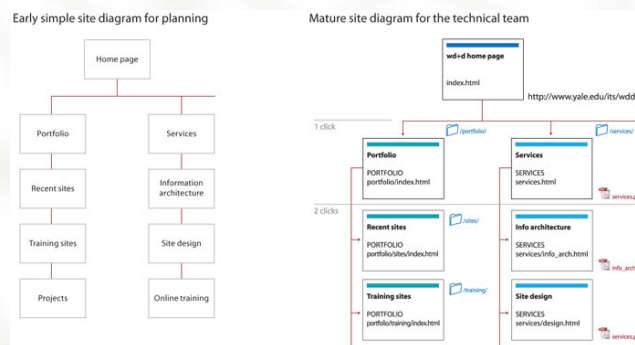 Early simple site diagram for planning
Home page
Portfolio
Services
Recent sites
Information
architecture
Training sites
Site design
Projects
Online training
Mature site diagram for the technical team
wd+d home page
index.html
http://www.yale.edu/its/wdd
1 click
/portfolio/
/services/
Portfolio
PORTFOLIO
portfolio/index.html
Services
SERVICES
services.html
services.p
2 clicks
Recent sites
PORTFOLIO
portfolio/sites/index.html
/sites/
Info architecture
SERVICES
services/info_arch.html
info_arch
Training sites
PORTFOLIO
portfolio/training/index.html
/training/
Site design
SERVICES
services/design.html
services.p